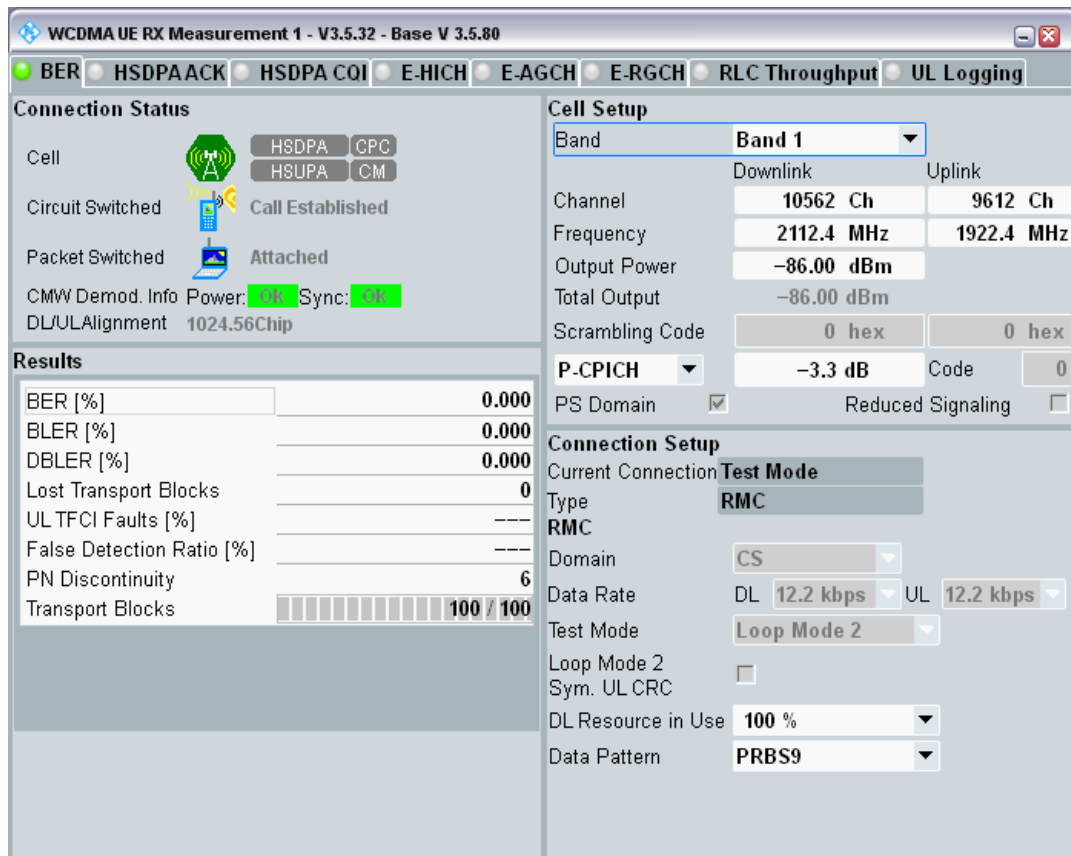 WCDMA UE RX Measurement 1 - V3.5.32 - Base V 3.5.80
BER HSDPA ACK HSDPA CQI E-HICH E-AGCH E-RGCH RLC Throughput UL Logging
Connection Status
Cell
HSDPA CPC
HSUPA CM
Circuit Switched Call Established
Packet Switched Attached
CMW Demod. Info Power: Ok Sync: Ok
DL/UL Alignment 1024.56Chip
Results
BER [%] 0.000
BLER [%] 0.000
DBLER [%] 0.000
Lost Transport Blocks 0
UL TFCI Faults [%] ---
False Detection Ratio [%] ---
PN Discontinuity 6
Transport Blocks 100 / 100
Cell Setup
Band Band 1
Downlink Uplink
Channel 10562 Ch 9612 Ch
Frequency 2112.4 MHz 1922.4 MHz
Output Power −86.00 dBm
Total Output −86.00 dBm
Scrambling Code 0 hex 0 hex
P-CPICH −3.3 dB Code 0
PS Domain Reduced Signaling
Connection Setup
Current Connection Test Mode
Type RMC
RMC
Domain CS
Data Rate DL 12.2 kbps UL 12.2 kbps
Test Mode Loop Mode 2
Loop Mode 2
Sym. UL CRC
DL Resource in Use 100 %
Data Pattern PRBS9